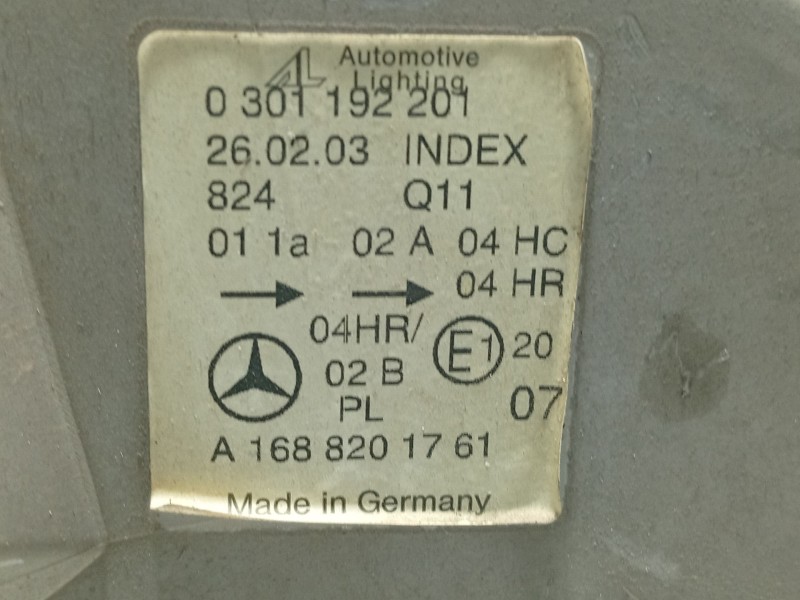 AL Automotive
Lighting
0 301 192 201
26.02.03 INDEX
824 Q11
01 1a 02 A 04 HC
04 HR
04HR/
E1 20
02 B
PL 07
A 168 820 17 61
Made in Germany